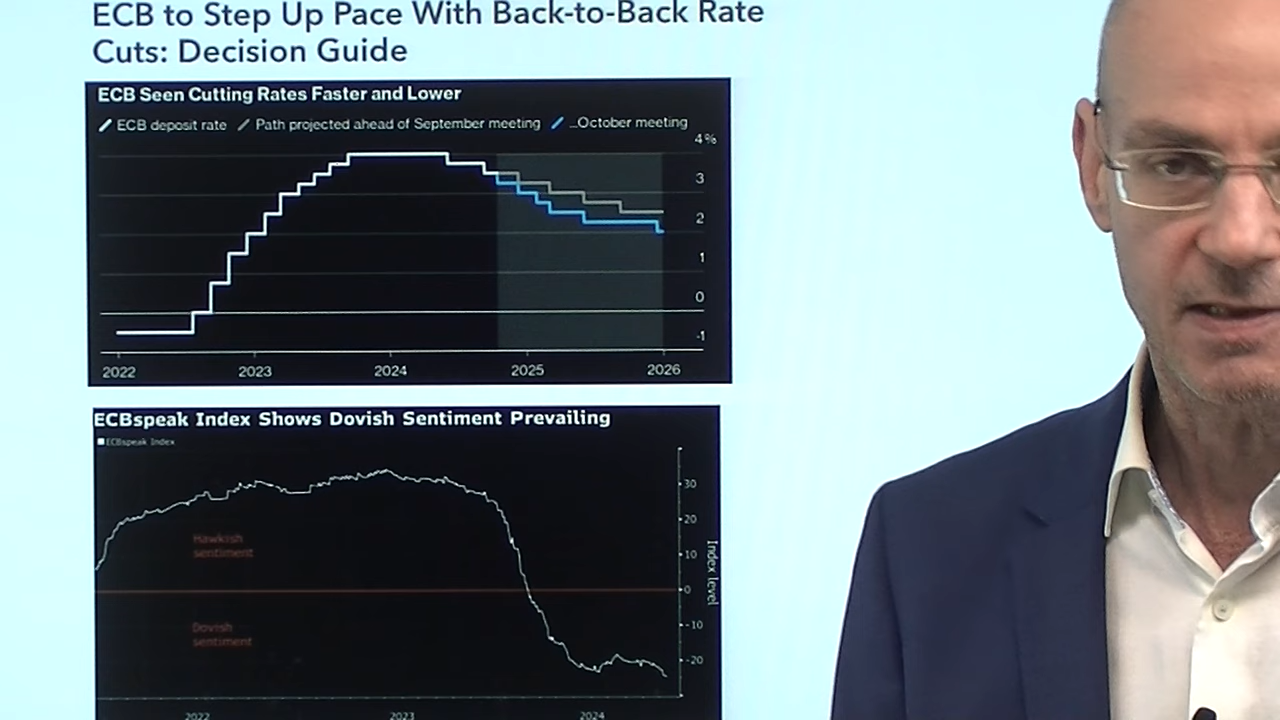 ECB to Step Up Pace With Back-to-Back Rate
Cuts: Decision Guide
ECB Seen Cutting Rates Faster and Lower
ECB deposit rate Path projected ahead of September meeting ...October meeting
4%
3
2
1
0
-1
2022 2023 2024 2025 2026
ECBspeak Index Shows Dovish Sentiment Prevailing
ECBspeak Index
30
20
10
0
-10
-20
Index level
Hawkish
sentiment
Dovish
sentiment
2022 2023 2024